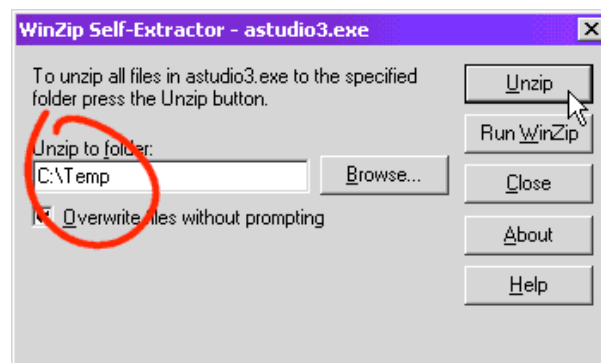 WinZip Self-Extractor - astudio3.exe
To unzip all files in astudio3.exe to the specified
folder press the Unzip button.
Unzip to folder:
C:\Temp
Browse...
Overwrite files without prompting
Unzip
Run WinZip
Close
About
Help